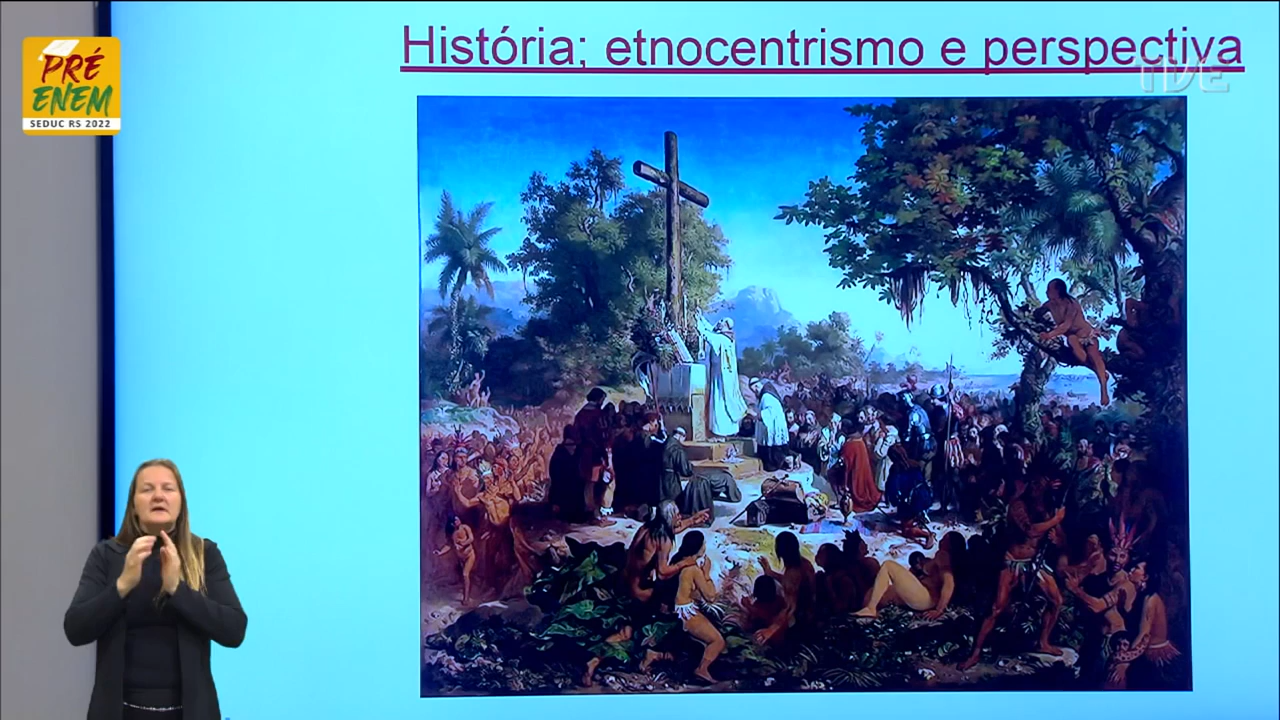 História; etnocentrismo e perspectiva
TVE
PRÉ
ENEM
SEDUC RS 2022